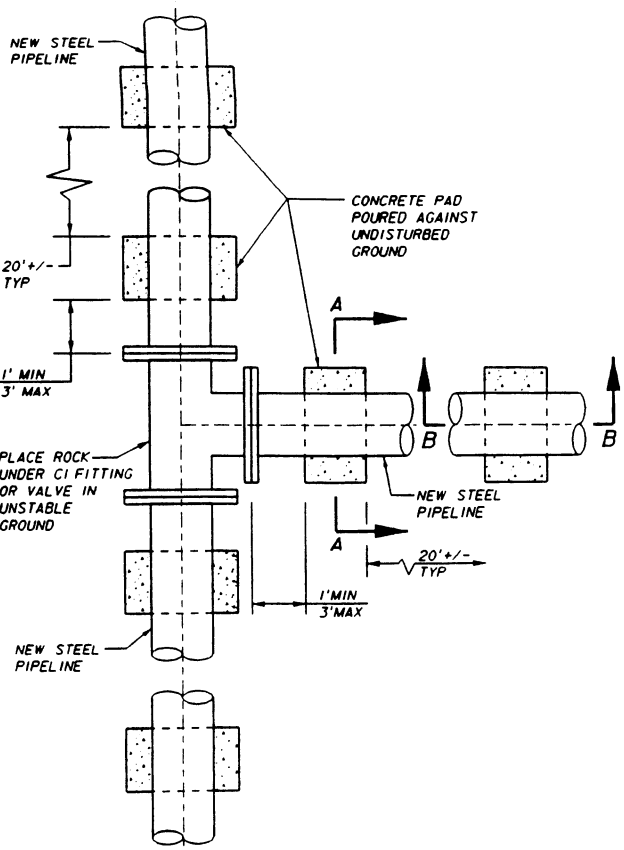 NEW STEEL
PIPELINE
CONCRETE PAD
POURED AGAINST
UNDISTURBED
GROUND
20'+/-
TYP
A
1' MIN
3' MAX
B
B
PLACE ROCK
UNDER CI FITTING
OR VALVE IN
UNSTABLE
GROUND
NEW STEEL
PIPELINE
A
20'+/-
TYP
1'MIN
3'MAX
NEW STEEL
PIPELINE